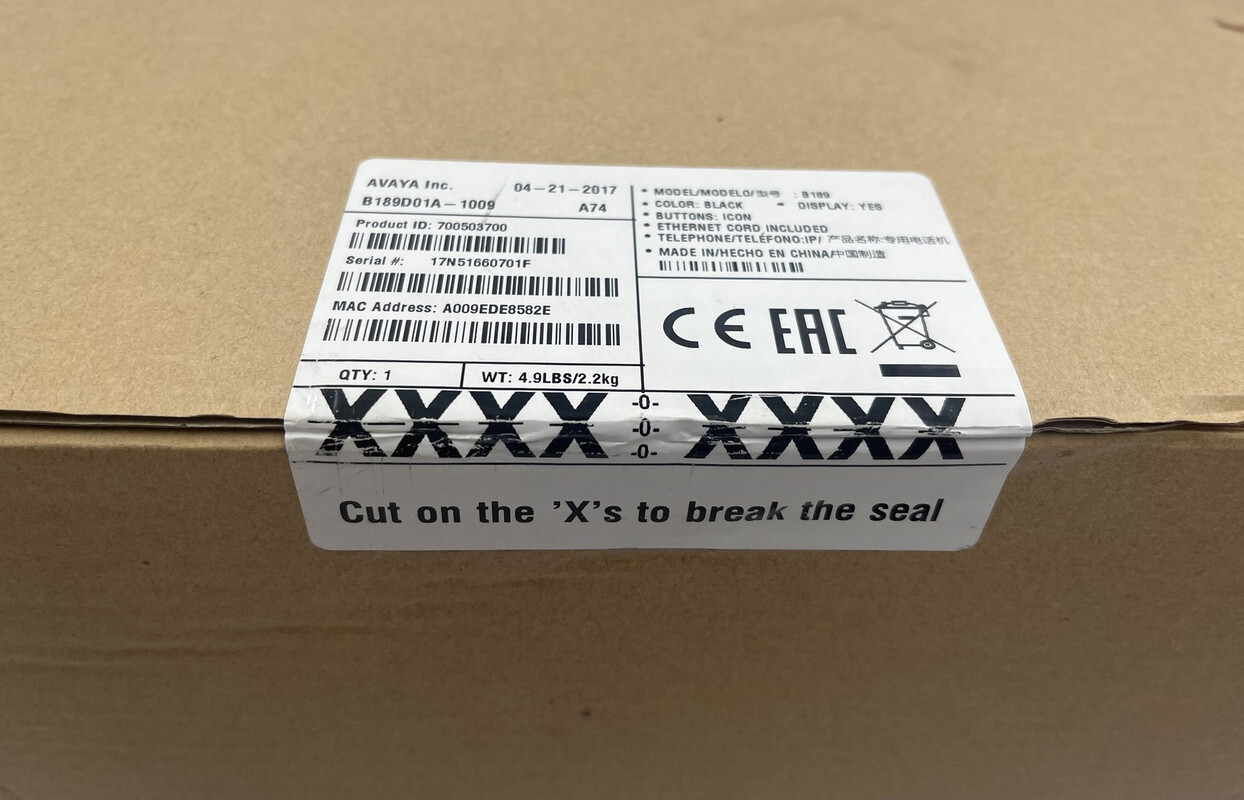 AVAYA Inc. 04-21-2017
B189D01A-1009 A74
Product ID: 700503700
Serial #: 17N51660701F
MAC Address: A009EDE8582E
QTY: 1 WT: 4.9LBS/2.2kg
• MODEL/MODELO/型号 : B189
• COLOR: BLACK • DISPLAY: YES
• BUTTONS: ICON
• ETHERNET CORD INCLUDED
• TELEPHONE/TELÉFONO:IP/ 产品名称:专用电话机
• MADE IN/HECHO EN CHINA/中国制造
CE EAC
XXXX -0- XXXX
-0-
-0-
Cut on the 'X's to break the seal